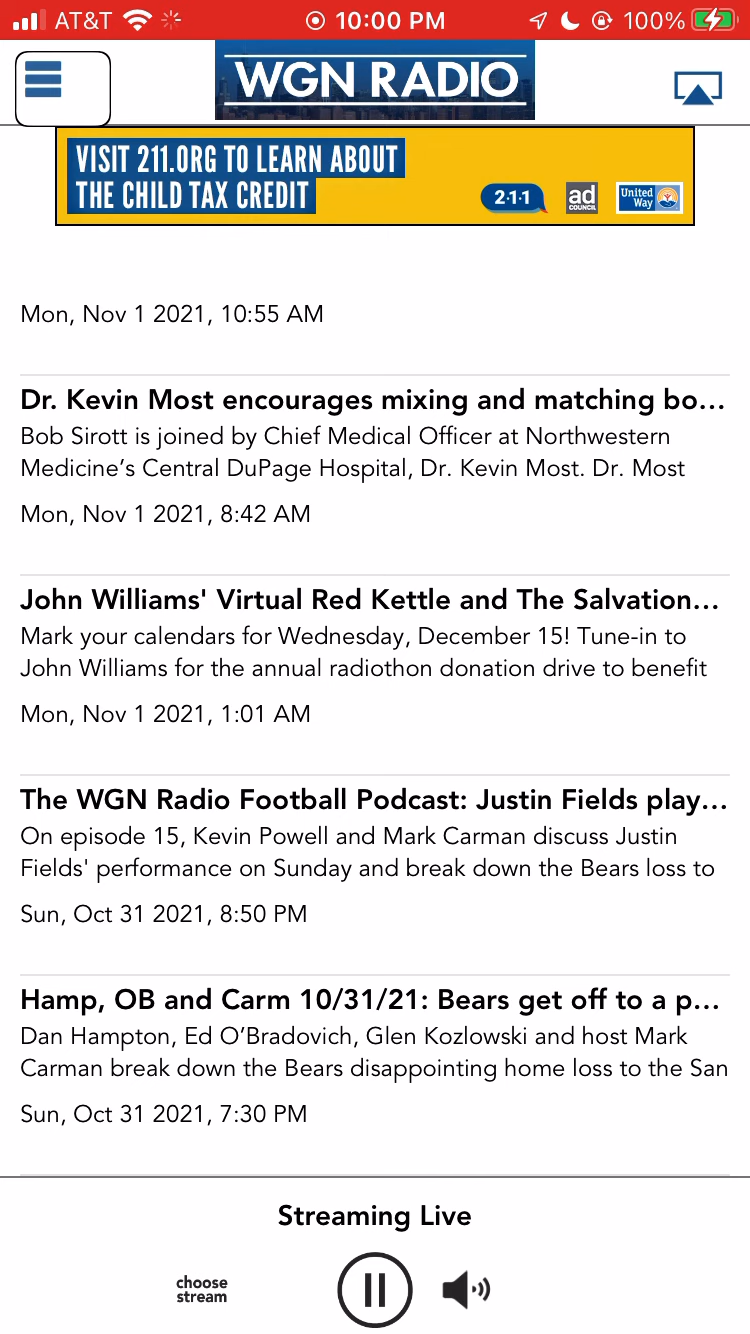 AT&T 10:00 PM 100%
WGN RADIO
VISIT 211.ORG TO LEARN ABOUT
THE CHILD TAX CREDIT
2·1·1
ad
COUNCIL
United
Way
Mon, Nov 1 2021, 10:55 AM
Dr. Kevin Most encourages mixing and matching bo...
Bob Sirott is joined by Chief Medical Officer at Northwestern
Medicine’s Central DuPage Hospital, Dr. Kevin Most. Dr. Most
Mon, Nov 1 2021, 8:42 AM
John Williams' Virtual Red Kettle and The Salvation...
Mark your calendars for Wednesday, December 15! Tune-in to
John Williams for the annual radiothon donation drive to benefit
Mon, Nov 1 2021, 1:01 AM
The WGN Radio Football Podcast: Justin Fields play...
On episode 15, Kevin Powell and Mark Carman discuss Justin
Fields' performance on Sunday and break down the Bears loss to
Sun, Oct 31 2021, 8:50 PM
Hamp, OB and Carm 10/31/21: Bears get off to a p...
Dan Hampton, Ed O’Bradovich, Glen Kozlowski and host Mark
Carman break down the Bears disappointing home loss to the San
Sun, Oct 31 2021, 7:30 PM
Streaming Live
choose
stream